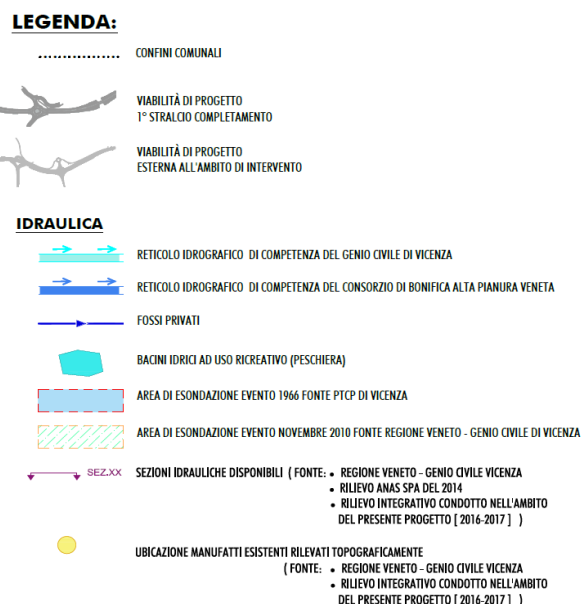 LEGENDA:
CONFINI COMUNALI
VIABILITÀ DI PROGETTO
1° STRALCIO COMPLETAMENTO
VIABILITÀ DI PROGETTO
ESTERNA ALL'AMBITO DI INTERVENTO
IDRAULICA
RETICOLO IDROGRAFICO DI COMPETENZA DEL GENIO CIVILE DI VICENZA
RETICOLO IDROGRAFICO DI COMPETENZA DEL CONSORZIO DI BONIFICA ALTA PIANURA VENETA
FOSSI PRIVATI
BACINI IDRICI AD USO RICREATIVO (PESCHIERA)
AREA DI ESONDAZIONE EVENTO 1966 FONTE PTCP DI VICENZA
AREA DI ESONDAZIONE EVENTO NOVEMBRE 2010 FONTE REGIONE VENETO - GENIO CIVILE DI VICENZA
SEZ.XX SEZIONI IDRAULICHE DISPONIBILI ( FONTE: • REGIONE VENETO - GENIO CIVILE VICENZA
• RILIEVO ANAS SPA DEL 2014
• RILIEVO INTEGRATIVO CONDOTTO NELL'AMBITO
DEL PRESENTE PROGETTO [ 2016-2017 ] )
UBICAZIONE MANUFATTI ESISTENTI RILEVATI TOPOGRAFICAMENTE
( FONTE: • REGIONE VENETO - GENIO CIVILE VICENZA
• RILIEVO INTEGRATIVO CONDOTTO NELL'AMBITO
DEL PRESENTE PROGETTO [ 2016-2017 ] )